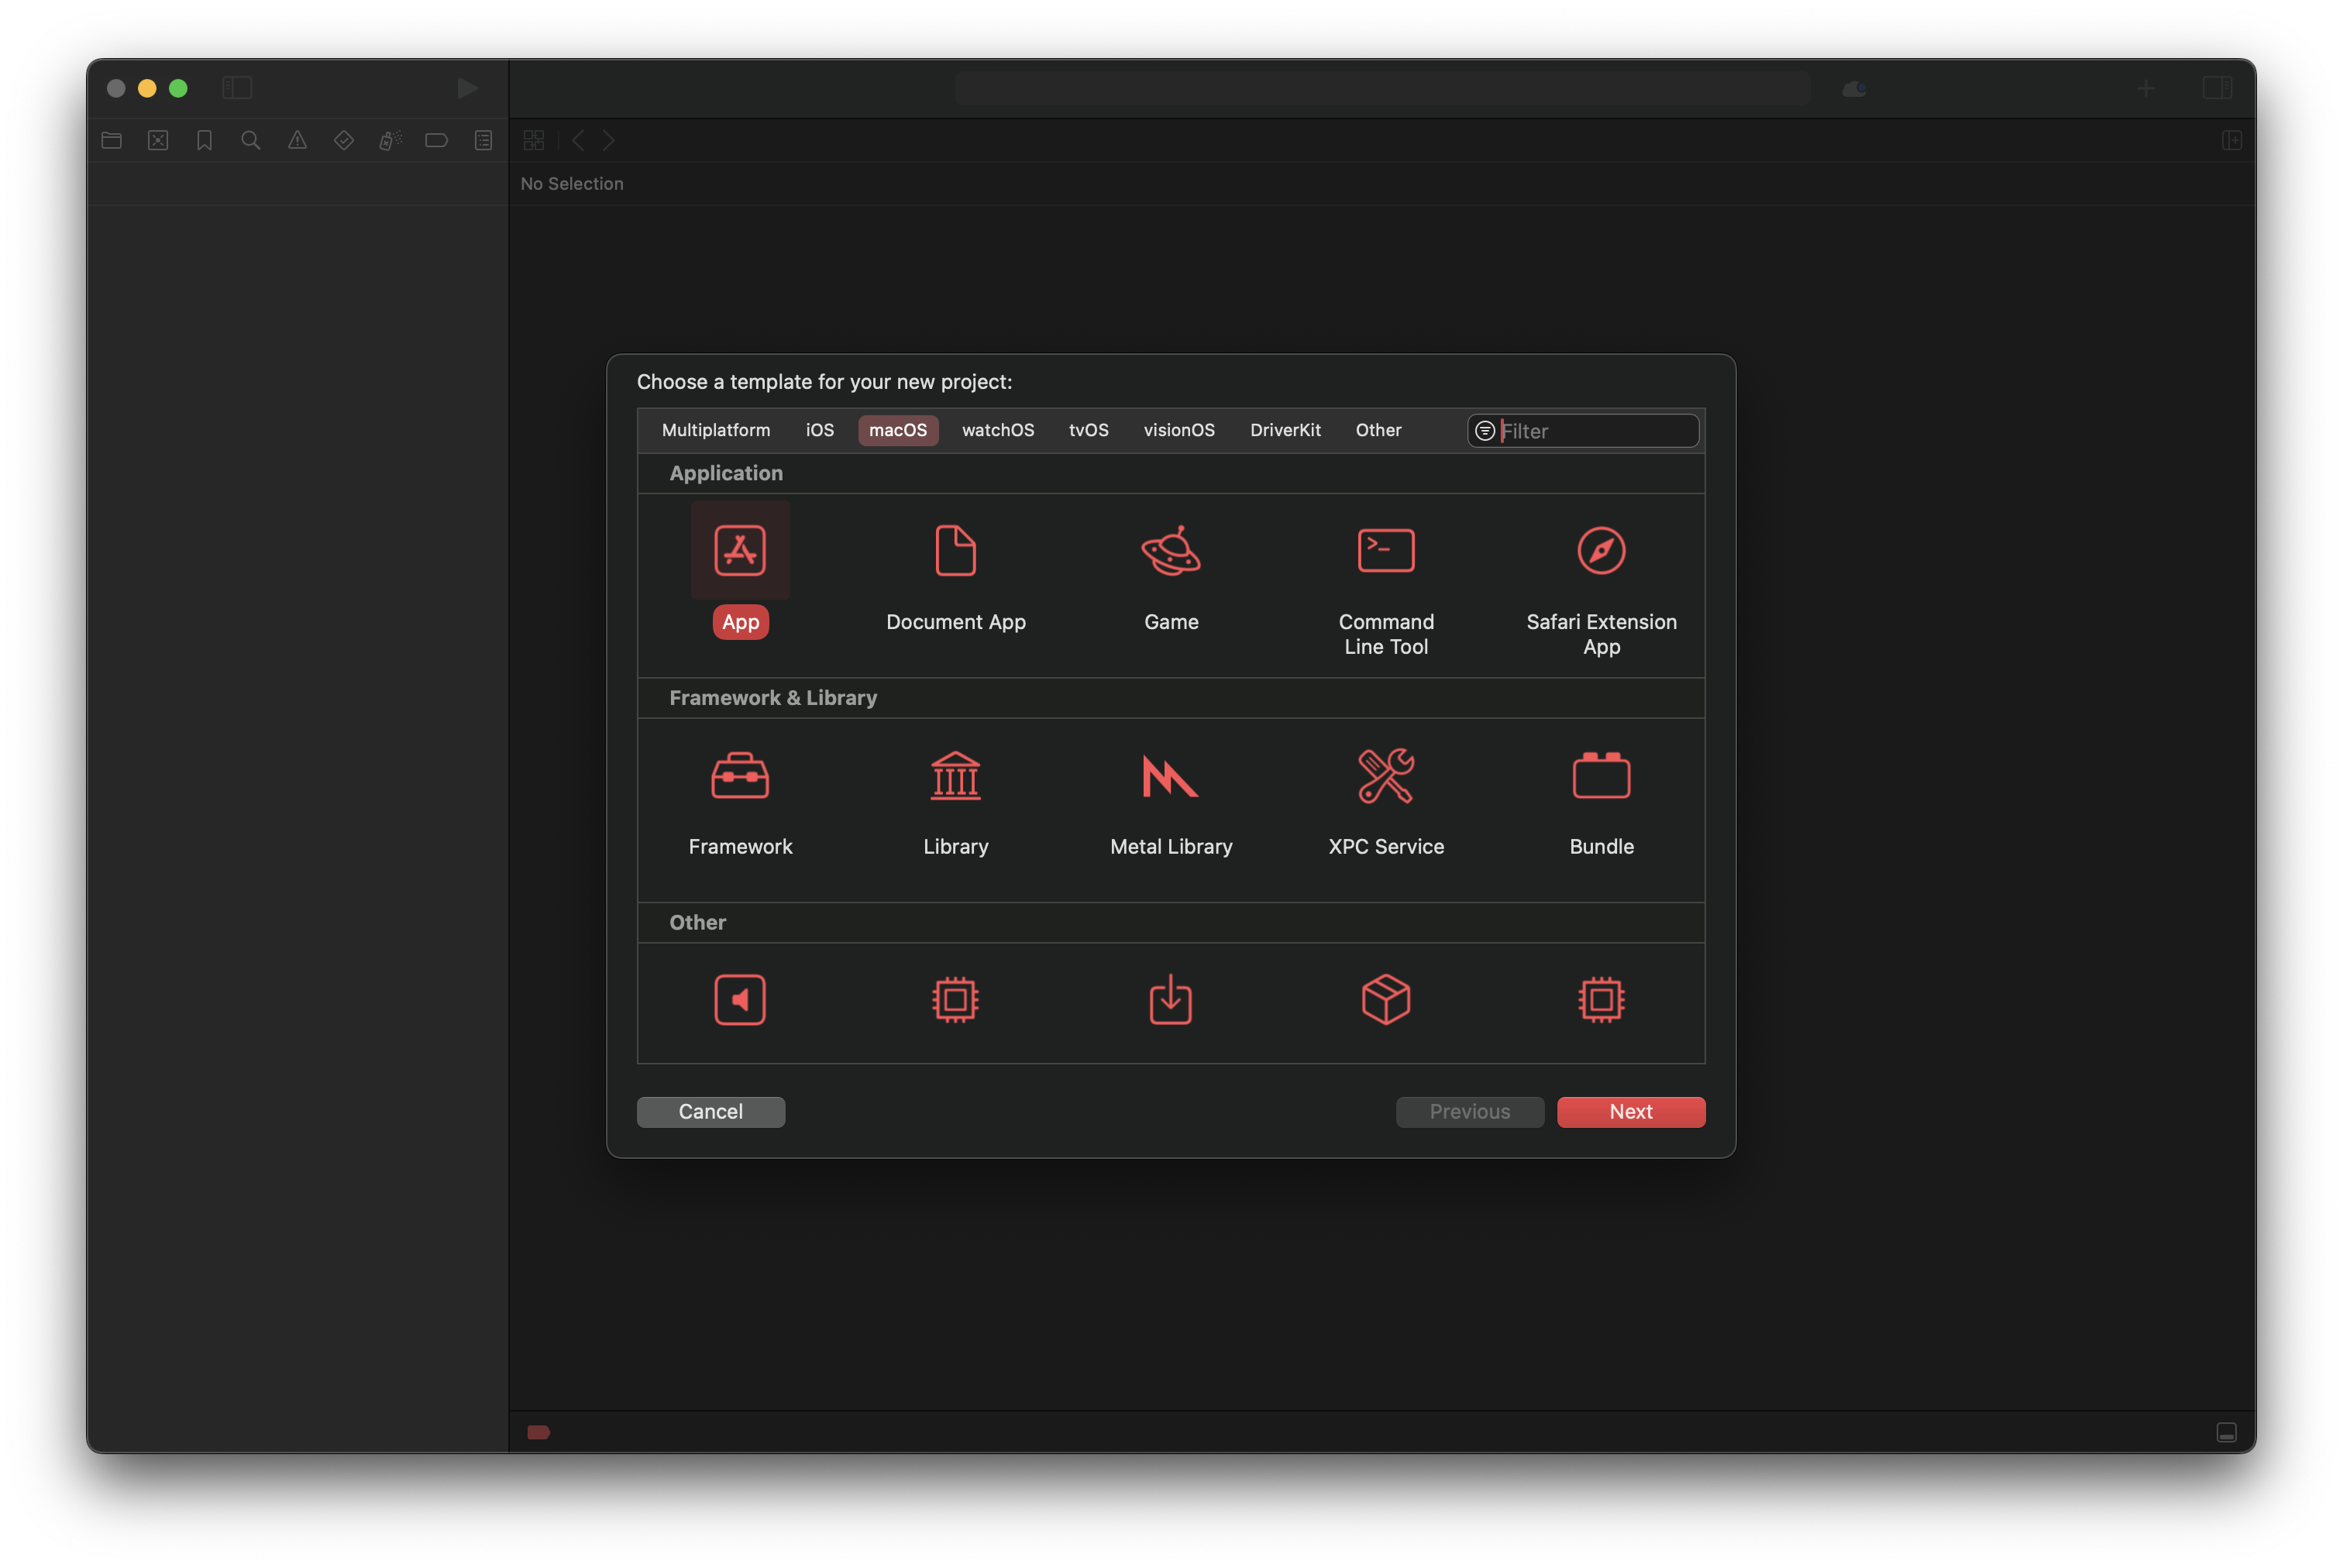 No Selection
Choose a template for your new project:
Multiplatform iOS macOS watchOS tvOS visionOS DriverKit Other Filter
Application
App Document App Game Command Safari Extension
Line Tool App
Framework & Library
Framework Library Metal Library XPC Service Bundle
Other
Cancel Previous Next